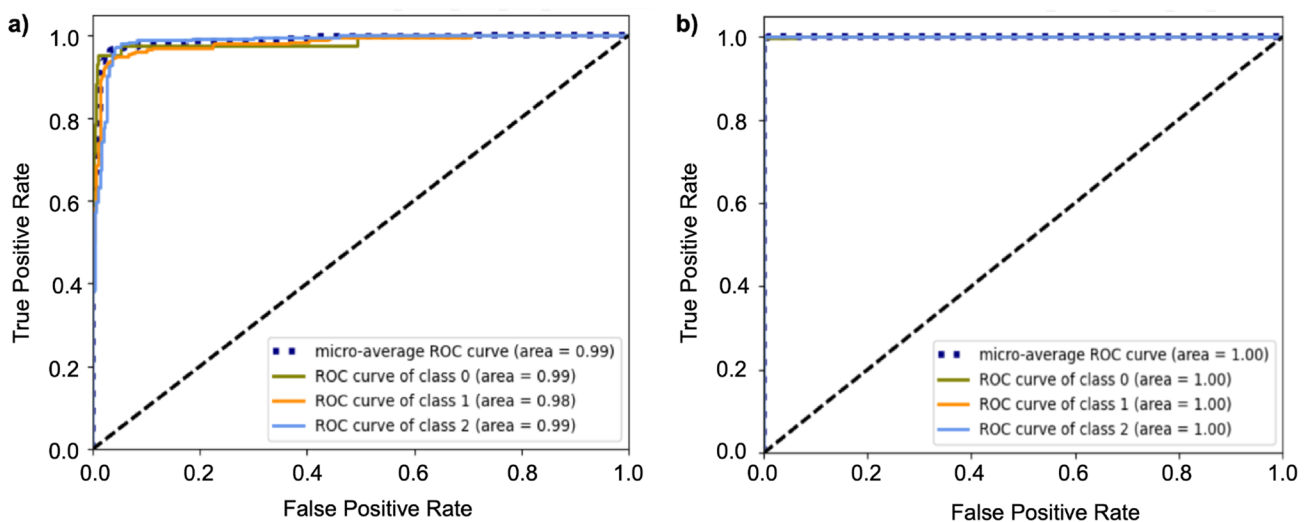 a)
1.0
0.8
0.6
0.4
0.2
0.0
True Positive Rate
micro-average ROC curve (area = 0.99)
ROC curve of class 0 (area = 0.99)
ROC curve of class 1 (area = 0.98)
ROC curve of class 2 (area = 0.99)
0.0 0.2 0.4 0.6 0.8 1.0
False Positive Rate
b)
1.0
0.8
0.6
0.4
0.2
0.0
True Positive Rate
micro-average ROC curve (area = 1.00)
ROC curve of class 0 (area = 1.00)
ROC curve of class 1 (area = 1.00)
ROC curve of class 2 (area = 1.00)
0.0 0.2 0.4 0.6 0.8 1.0
False Positive Rate